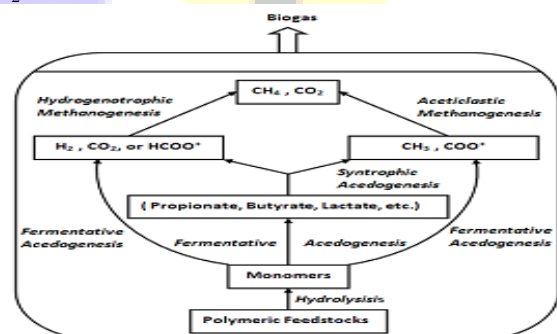 Biogas
CH₄ , CO₂
Hydrogenotrophic
Methanogenesis
Aceticlastic
Methanogenesis
H₂ , CO₂, or HCOO⁺
CH₃ , COO⁺
Syntrophic
Acedogenesis
( Propionate, Butyrate, Lactate, etc.)
Fermentative
Acedogenesis
Fermentative Acedogenesis
Fermentative
Acedogenesis
Monomers
Hydrolysisis
Polymeric Feedstocks